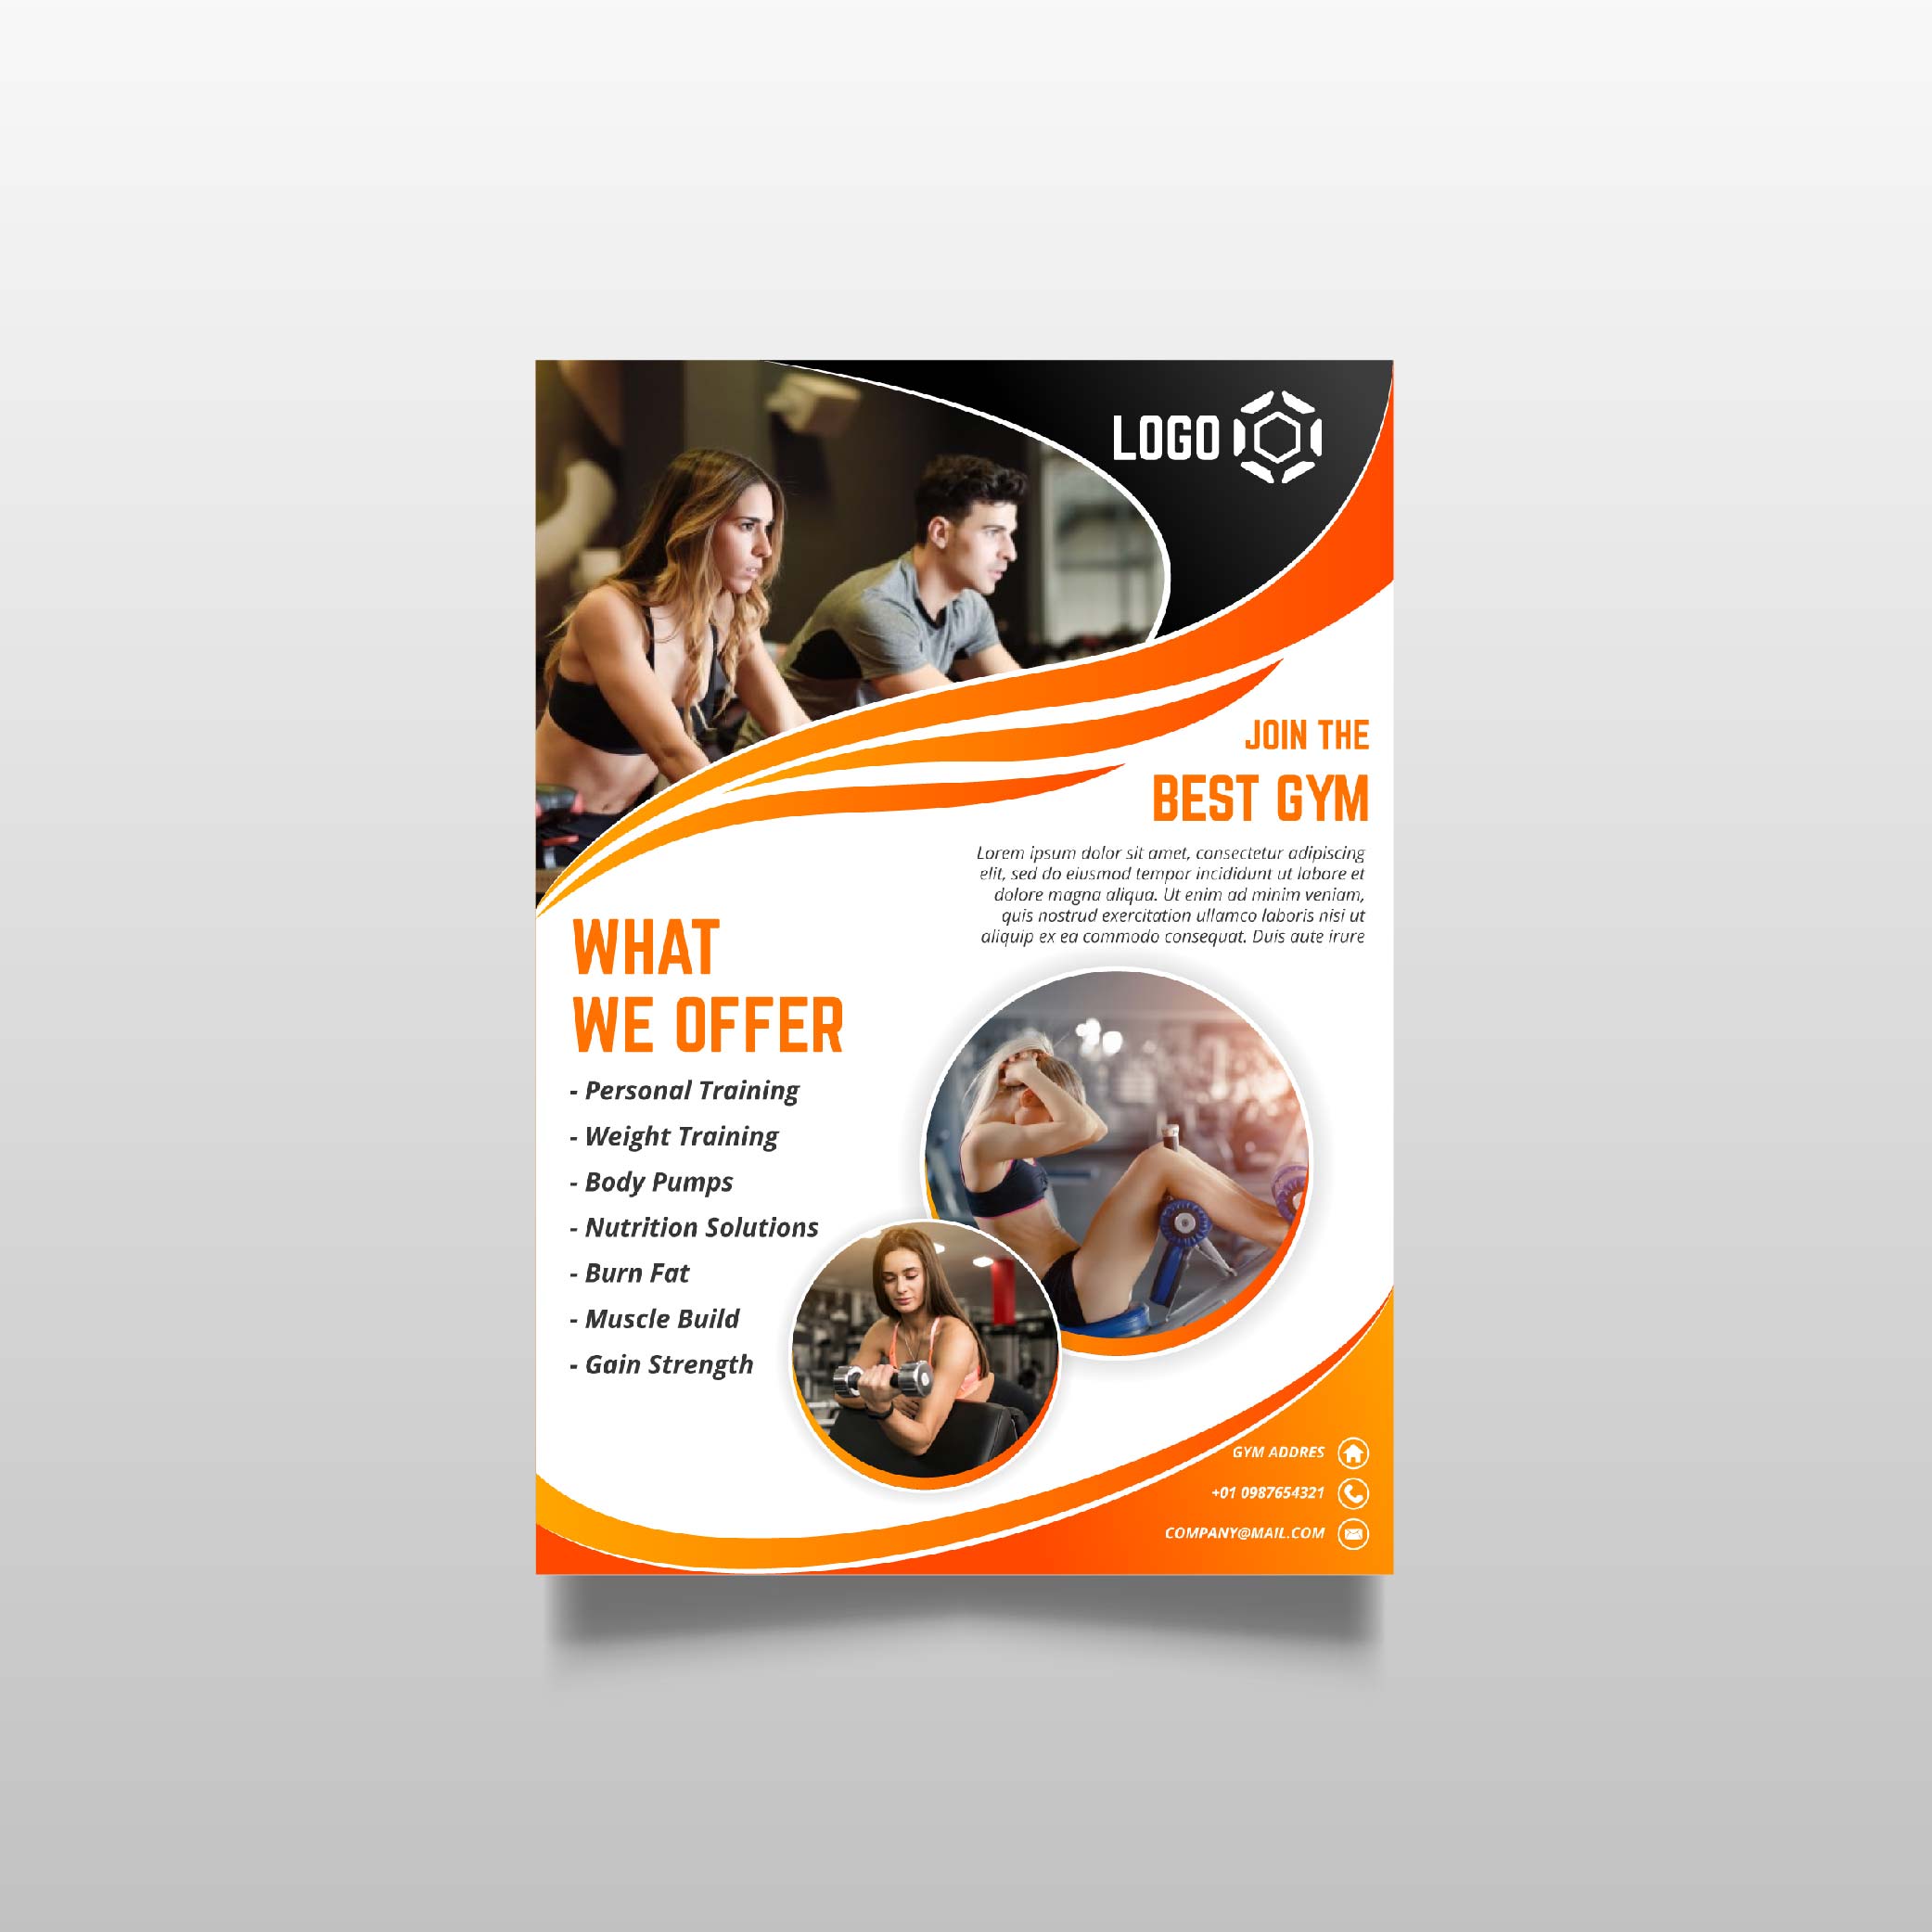 LOGO
JOIN THE
BEST GYM
Lorem ipsum dolor sit amet, consectetur adipiscing
elit, sed do eiusmod tempor incididunt ut labore et
dolore magna aliqua. Ut enim ad minim veniam,
quis nostrud exercitation ullamco laboris nisi ut
aliquip ex ea commodo consequat. Duis aute irure
WHAT
WE OFFER
- Personal Training
- Weight Training
- Body Pumps
- Nutrition Solutions
- Burn Fat
- Muscle Build
- Gain Strength
GYM ADDRES
+01 0987654321
COMPANY@MAIL.COM